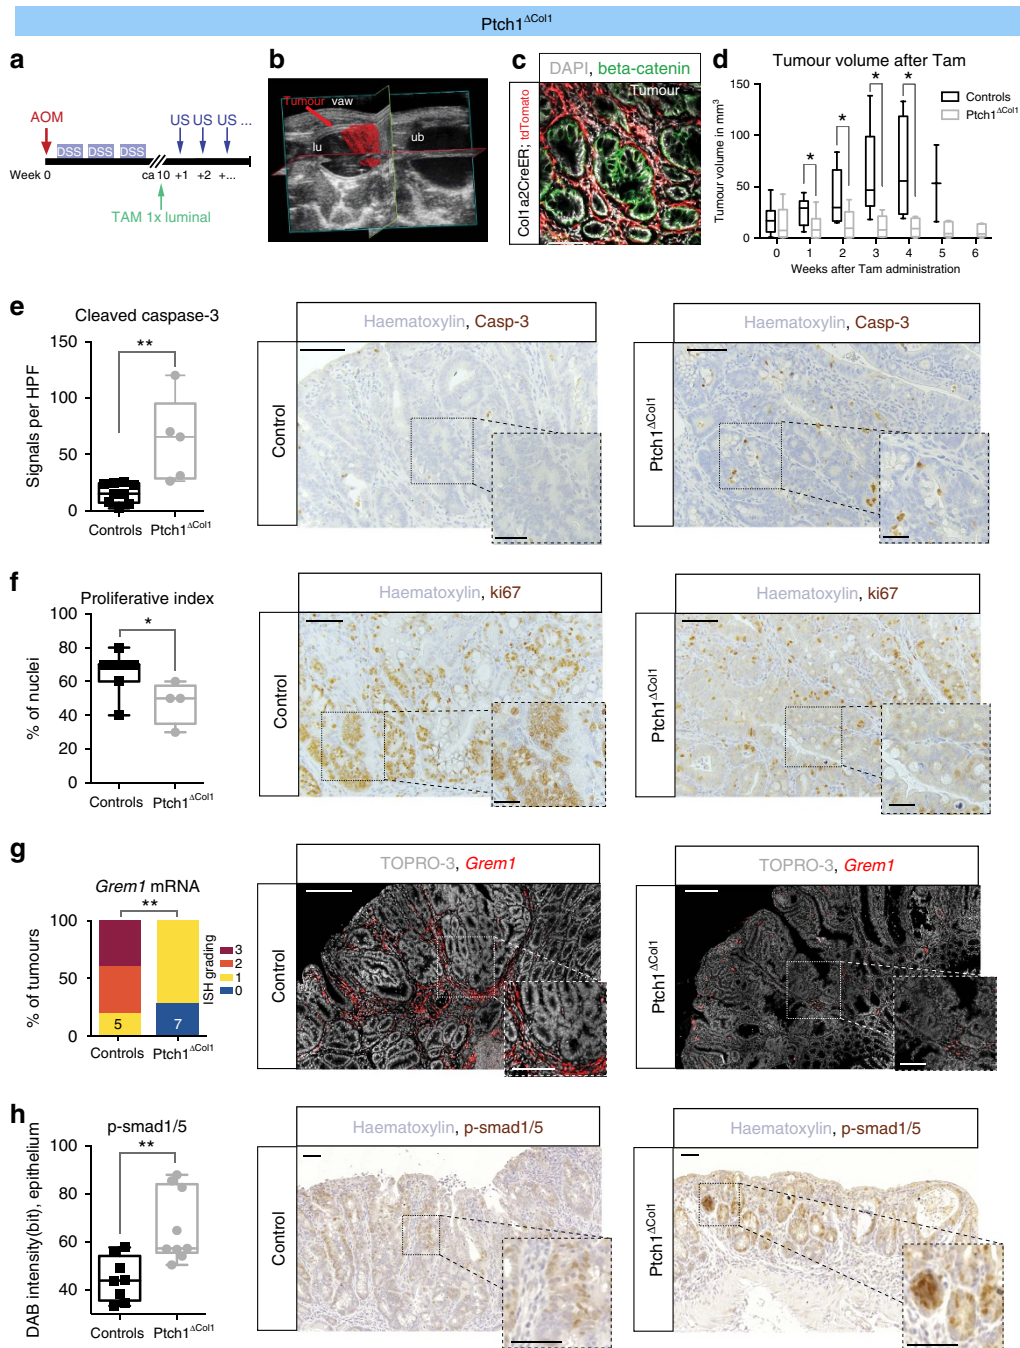 Ptch1ΔCol1
a
AOM
US US US ...
DSS DSS DSS
Week 0 ca 10 +1 +2 +...
TAM 1x luminal
b
Tumour vaw
lu ub
c
DAPI, beta-catenin
Tumour
Col1 a2CreER; tdTomato
d
Tumour volume after Tam
Tumour volume in mm3
150
100
50
0
* * * *
Controls
Ptch1ΔCol1
0 1 2 3 4 5 6
Weeks after Tam administration
e
Cleaved caspase-3
Signals per HPF
150
100
50
0
**
Controls Ptch1ΔCol1
Haematoxylin, Casp-3
Control
Haematoxylin, Casp-3
Ptch1ΔCol1
f
Proliferative index
% of nuclei
100
80
60
40
20
0
*
Controls Ptch1ΔCol1
Haematoxylin, ki67
Control
Haematoxylin, ki67
Ptch1ΔCol1
g
Grem1 mRNA
% of tumours
100
50
0
**
5 7
Controls Ptch1ΔCol1
ISH grading
3
2
1
0
TOPRO-3, Grem1
Control
TOPRO-3, Grem1
Ptch1ΔCol1
h
p-smad1/5
DAB intensity(bit), epithelium
100
80
60
40
**
Controls Ptch1ΔCol1
Haematoxylin, p-smad1/5
Control
Haematoxylin, p-smad1/5
Ptch1ΔCol1